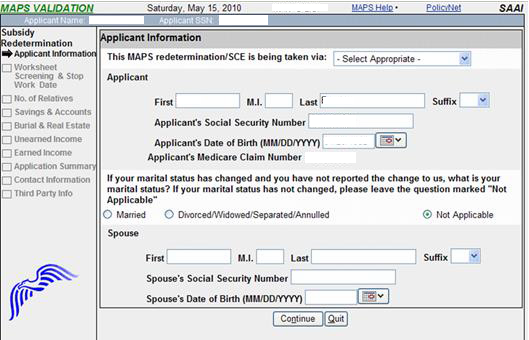 MAPS VALIDATION Saturday, May 15, 2010 MAPS Help - PolicyNet SAAI
Applicant Name: Applicant SSN:
Subsidy
Redetermination
Applicant Information
Worksheet
Screening & Stop
Work Date
No. of Relatives
Savings & Accounts
Burial & Real Estate
Unearned Income
Earned Income
Application Summary
Contact Information
Third Party Info
Applicant Information
This MAPS redetermination/SCE is being taken via: - Select Appropriate -
Applicant
First M.I. Last Suffix
Applicant's Social Security Number
Applicant's Date of Birth (MM/DD/YYYY)
Applicant's Medicare Claim Number
If your marital status has changed and you have not reported the change to us, what is your
marital status? If your marital status has not changed, please leave the question marked "Not
Applicable"
Married Divorced/Widowed/Separated/Annulled Not Applicable
Spouse
First M.I. Last Suffix
Spouse's Social Security Number
Spouse's Date of Birth (MM/DD/YYYY)
Continue Quit